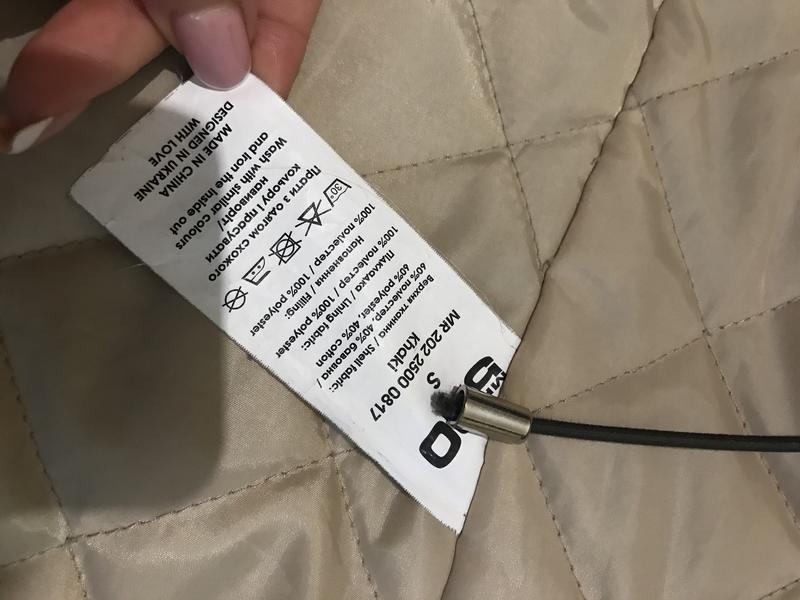 S
MR 202 2500 0817
Khaki
Верхня тканина / Shell fabric:
60% поліестер, 40% бавовна /
60% polyester, 40% cotton
Підкладка / Lining fabric:
100% поліестер / 100% polyester
Наповнення / Filling:
100% поліестер / 100% polyester
30°
Прати з одягом схожого
кольору і прасувати
навиворіт/
Wash with similar colours
and iron the inside out
MADE IN CHINA
DESIGNED IN UKRAINE
WITH LOVE